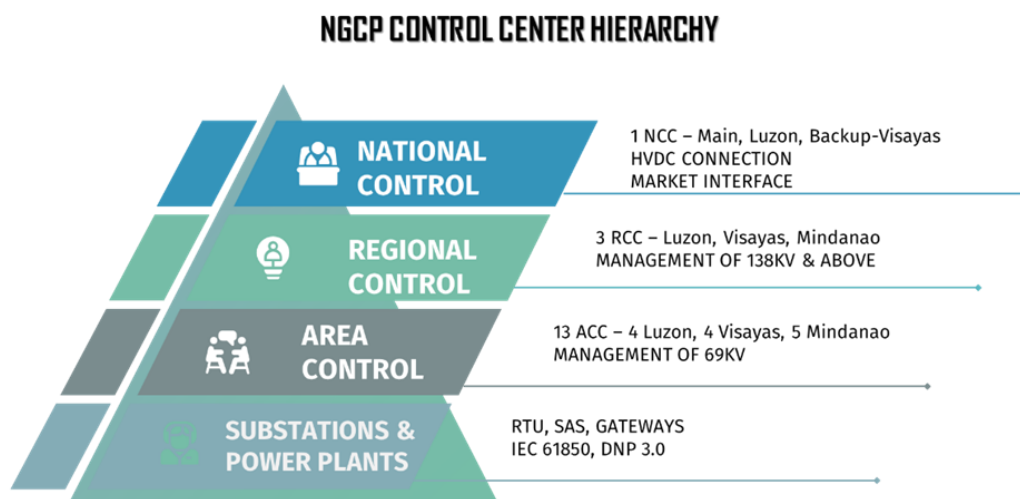 NGCP CONTROL CENTER HIERARCHY
NATIONAL
CONTROL
1 NCC – Main, Luzon, Backup-Visayas
HVDC CONNECTION
MARKET INTERFACE
REGIONAL
CONTROL
3 RCC – Luzon, Visayas, Mindanao
MANAGEMENT OF 138KV & ABOVE
AREA
CONTROL
13 ACC – 4 Luzon, 4 Visayas, 5 Mindanao
MANAGEMENT OF 69KV
SUBSTATIONS &
POWER PLANTS
RTU, SAS, GATEWAYS
IEC 61850, DNP 3.0